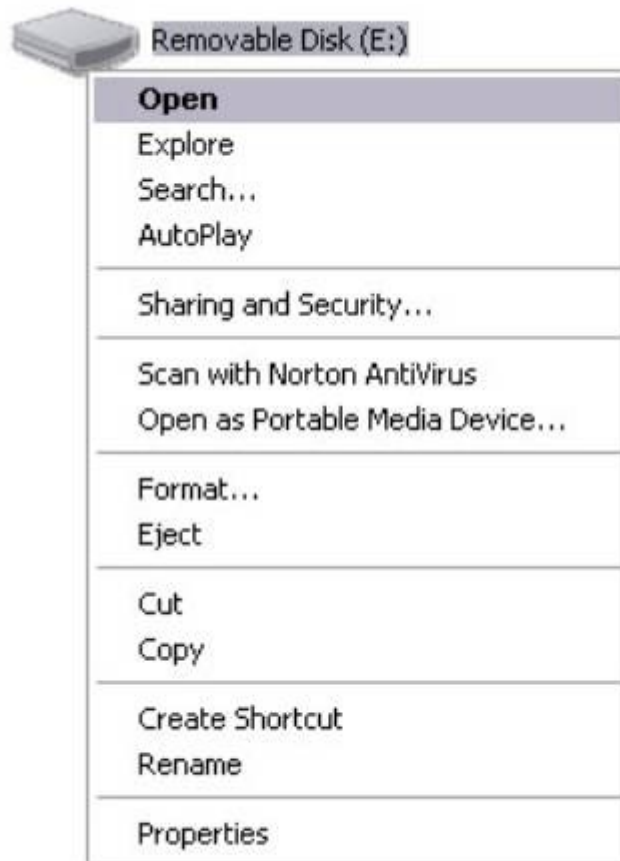 Removable Disk (E:)
Open
Explore
Search...
AutoPlay
Sharing and Security...
Scan with Norton AntiVirus
Open as Portable Media Device...
Format...
Eject
Cut
Copy
Create Shortcut
Rename
Properties